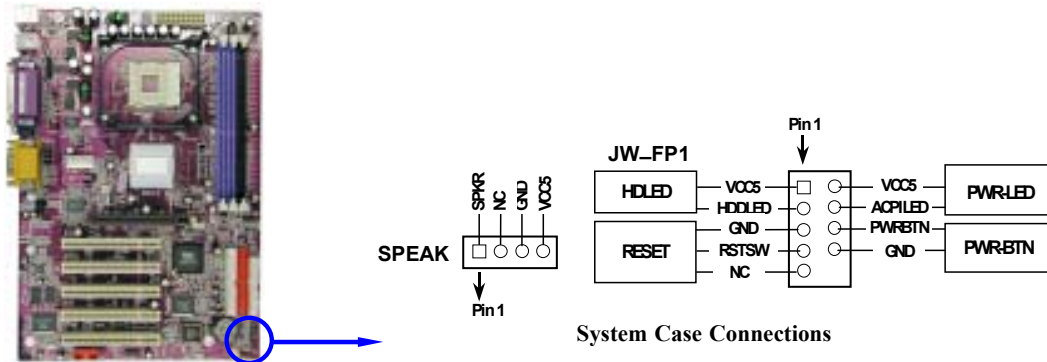 Pin 1
JW_FP1
HDLED
VCC5
HDDLED
GND
RESET
RSTSW
NC
VCC5
ACPILED
PWR-LED
PWRBTN
GND
PWR-BTN
SPKR
NC
GND
VCC5
SPEAK
Pin 1
System Case Connections